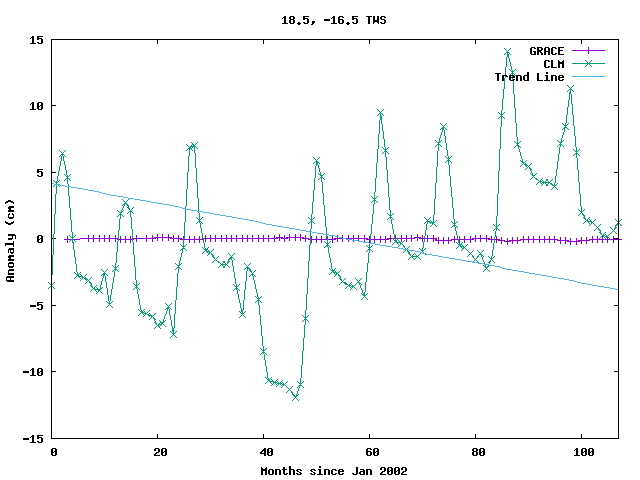 18.5, -16.5 TWS
GRACE
CLM
Trend Line
15
10
5
0
-5
-10
-15
Anomaly (cm)
0 20 40 60 80 100
Months since Jan 2002